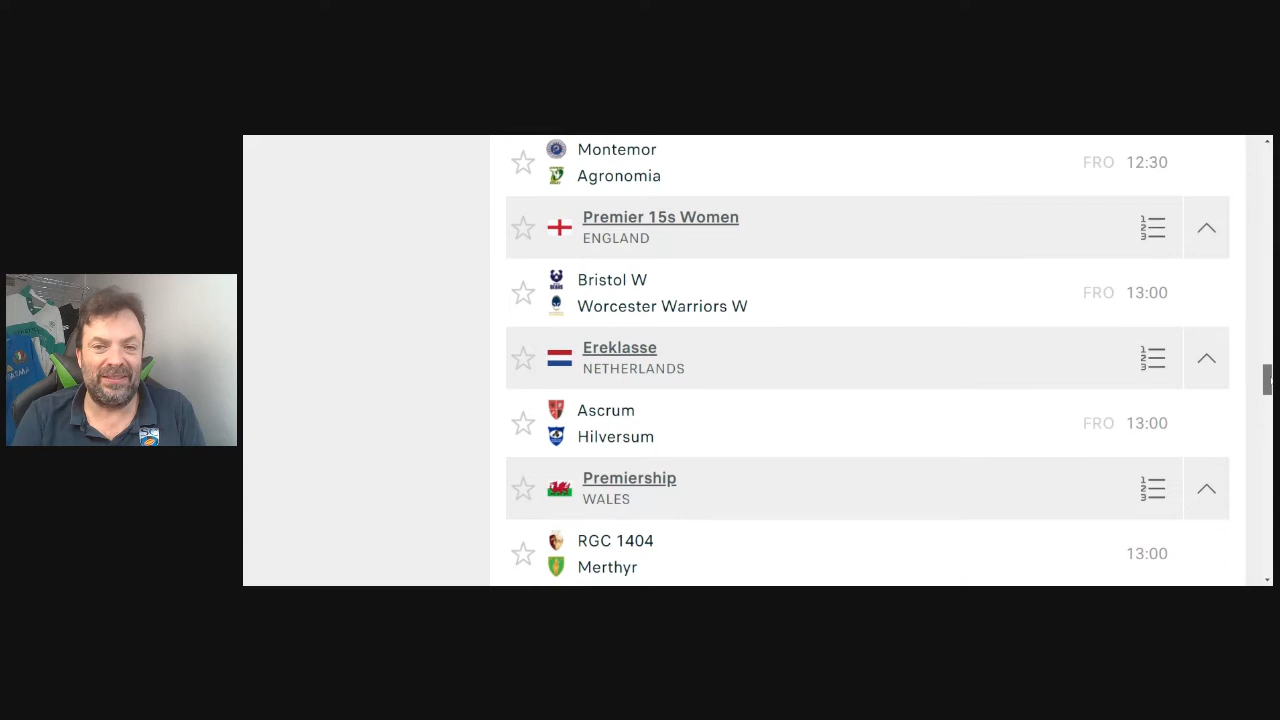 Montemor
Agronomia
FRO 12:30
Premier 15s Women
ENGLAND
Bristol W
Worcester Warriors W
FRO 13:00
Ereklasse
NETHERLANDS
Ascrum
Hilversum
FRO 13:00
Premiership
WALES
RGC 1404
Merthyr
13:00